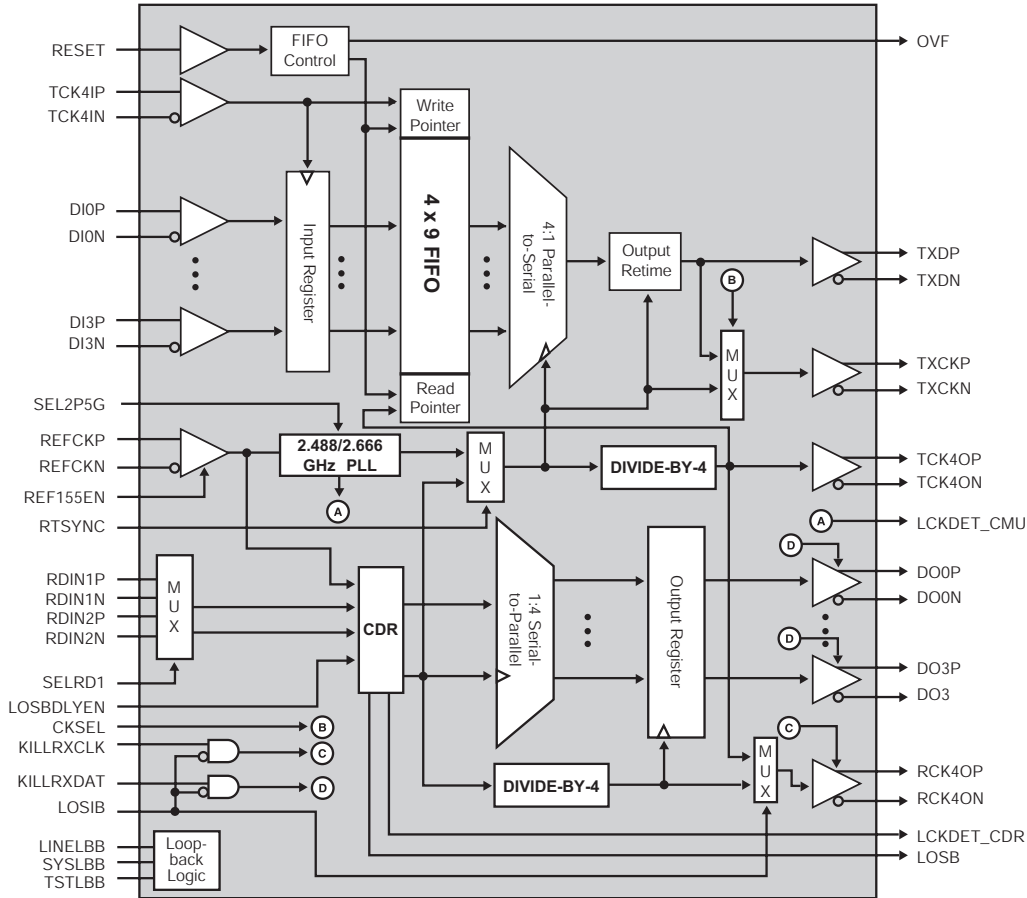 RESET
FIFO
Control
OVF
TCK4IP
TCK4IN
Write
Pointer
DI0P
DI0N
DI3P
DI3N
Input Register
4 x 9 FIFO
4:1 Parallel-
to-Serial
Output
Retime
B
TXDP
TXDN
MUX
TXCKP
TXCKN
Read
Pointer
SEL2P5G
REFCKP
REFCKN
REF155EN
RTSYNC
2.488/2.666
GHz PLL
A
MUX
DIVIDE-BY-4
TCK4OP
TCK4ON
A
LCKDET_CMU
RDIN1P
RDIN1N
RDIN2P
RDIN2N
MUX
SELRD1
CDR
1:4 Serial-
to-Parallel
Output Register
D
DO0P
DO0N
D
DO3P
DO3
LOSBDLYEN
CKSEL
B
KILLRXCLK
C
KILLRXDAT
D
LOSIB
DIVIDE-BY-4
MUX
C
RCK4OP
RCK4ON
LCKDET_CDR
LOSB
LINELBB
SYSLBB
TSTLBB
Loop-
back
Logic